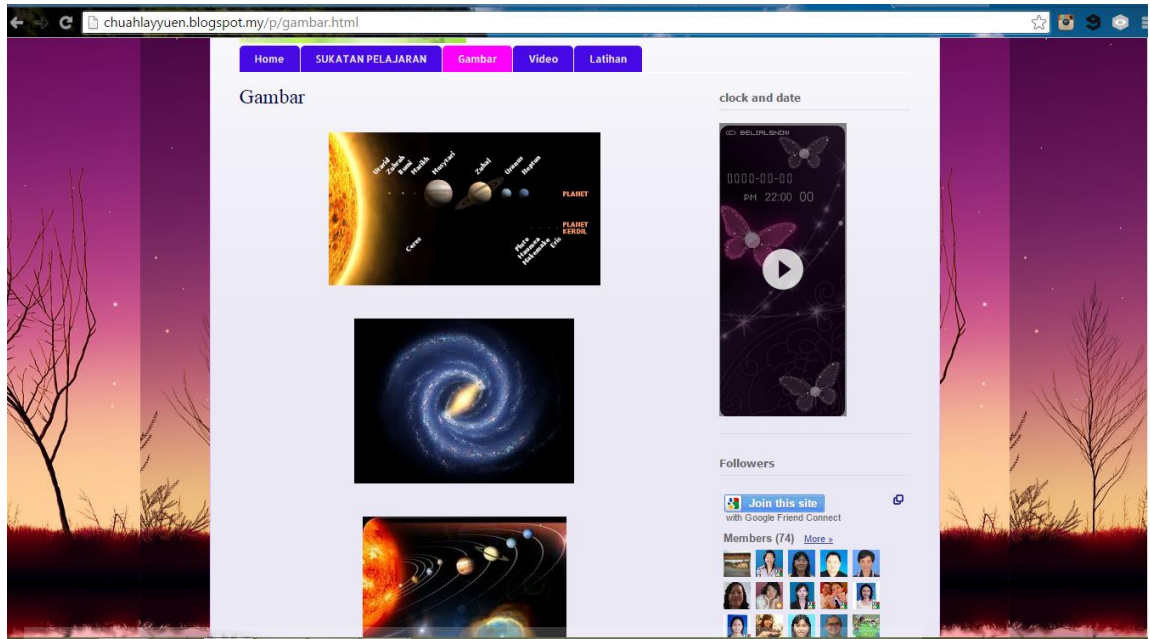 chuahlayyuen.blogspot.my/p/gambar.html
Home SUKATAN PELAJARAN Gambar Video Latihan
Gambar
Utarid Zuhrah Bumi Marikh Musytari Zuhal Uranus Neptun
PLANET
PLANET
KERDIL
Ceres
Pluto Haumea Makemake Eris
clock and date
(C) BELIALSNOW
0000-00-00
PM 22:00 00
Followers
Join this site
with Google Friend Connect
Members (74) More »